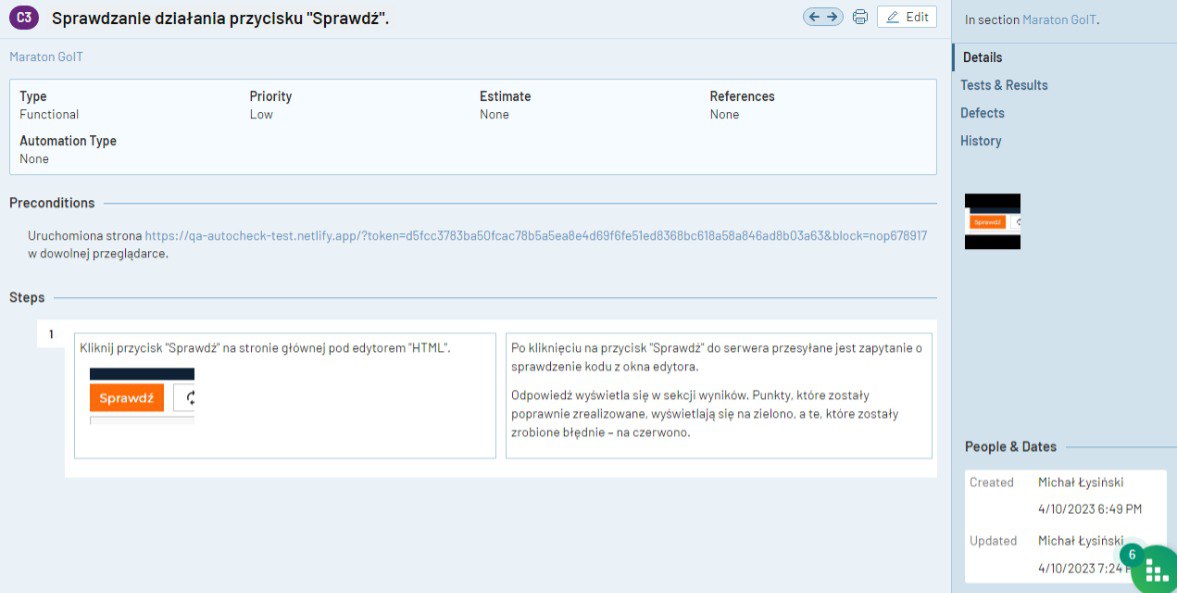 C3 Sprawdzanie działania przycisku "Sprawdź". Edit
Maraton GoIT
Type Priority Estimate References
Functional Low None None
Automation Type
None
Preconditions
Uruchomiona strona https://qa-autocheck-test.netlify.app/?token=d5fcc3783ba50fcac78b5a5ea8e4d69f6fe51ed8368bc618a58a846ad8b03a63&block=nop678917
w dowolnej przeglądarce.
Steps
1
Kliknij przycisk "Sprawdź" na stronie głównej pod edytorem "HTML".
Sprawdź
Po kliknięciu na przycisk "Sprawdź" do serwera przesyłane jest zapytanie o
sprawdzenie kodu z okna edytora.
Odpowiedź wyświetla się w sekcji wyników. Punkty, które zostały
poprawnie zrealizowane, wyświetlają się na zielono, a te, które zostały
zrobione błędnie – na czerwono.
In section Maraton GoIT.
Details
Tests & Results
Defects
History
Sprawdź
People & Dates
Created Michał Łysiński
4/10/2023 6:49 PM
Updated Michał Łysiński
4/10/2023 7:24
6